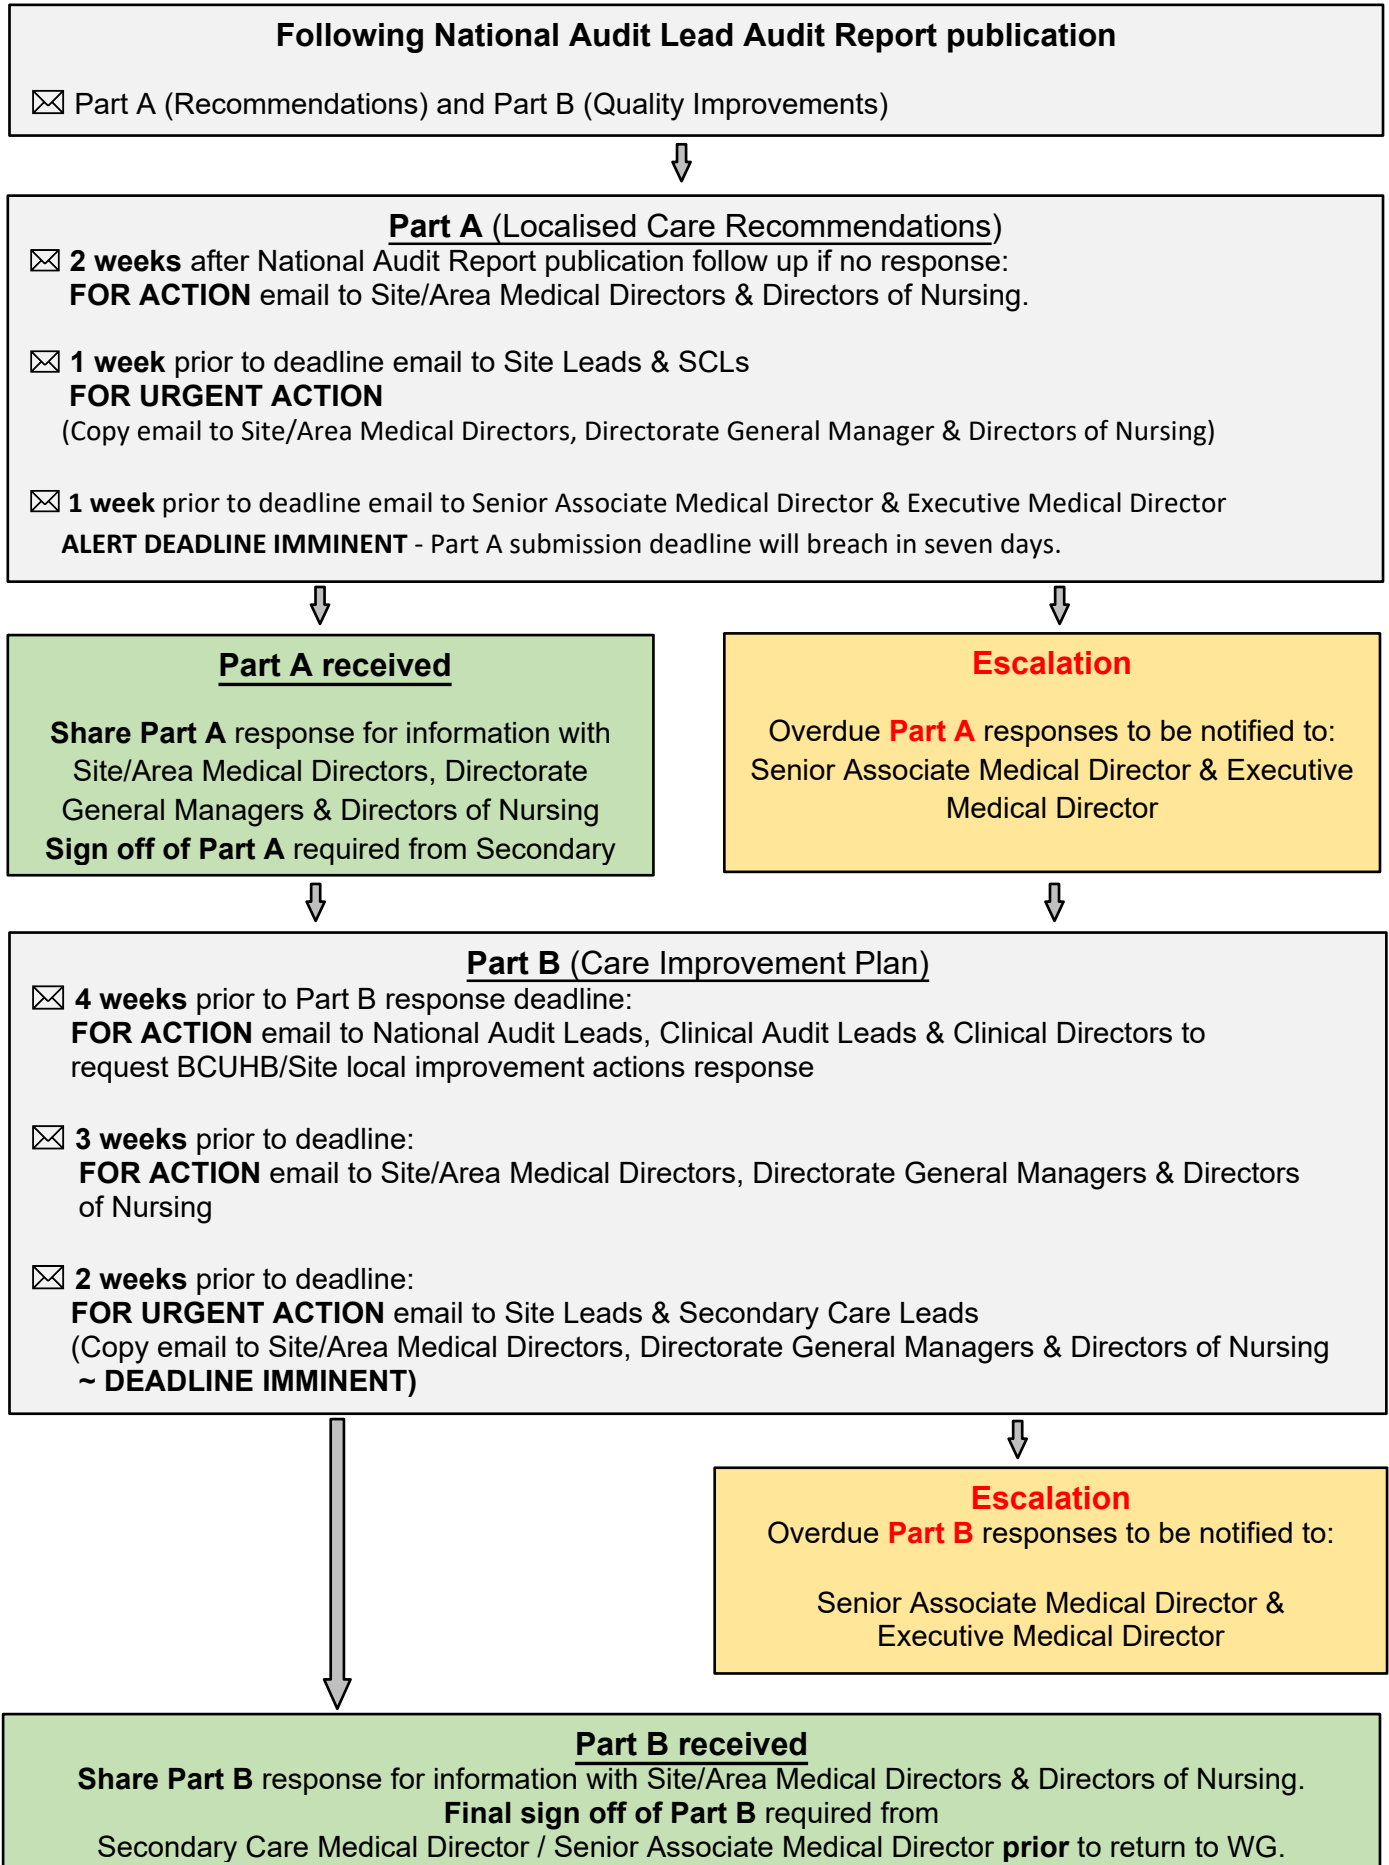 Following National Audit Lead Audit Report publication
Part A (Recommendations) and Part B (Quality Improvements)
Part A (Localised Care Recommendations)
2 weeks after National Audit Report publication follow up if no response:
FOR ACTION email to Site/Area Medical Directors & Directors of Nursing.
1 week prior to deadline email to Site Leads & SCLs
FOR URGENT ACTION
(Copy email to Site/Area Medical Directors, Directorate General Manager & Directors of Nursing)
1 week prior to deadline email to Senior Associate Medical Director & Executive Medical Director
ALERT DEADLINE IMMINENT - Part A submission deadline will breach in seven days.
Part A received
Share Part A response for information with
Site/Area Medical Directors, Directorate
General Managers & Directors of Nursing
Sign off of Part A required from Secondary
Escalation
Overdue Part A responses to be notified to:
Senior Associate Medical Director & Executive
Medical Director
Part B (Care Improvement Plan)
4 weeks prior to Part B response deadline:
FOR ACTION email to National Audit Leads, Clinical Audit Leads & Clinical Directors to
request BCUHB/Site local improvement actions response
3 weeks prior to deadline:
FOR ACTION email to Site/Area Medical Directors, Directorate General Managers & Directors
of Nursing
2 weeks prior to deadline:
FOR URGENT ACTION email to Site Leads & Secondary Care Leads
(Copy email to Site/Area Medical Directors, Directorate General Managers & Directors of Nursing
~ DEADLINE IMMINENT)
Escalation
Overdue Part B responses to be notified to:
Senior Associate Medical Director &
Executive Medical Director
Part B received
Share Part B response for information with Site/Area Medical Directors & Directors of Nursing.
Final sign off of Part B required from
Secondary Care Medical Director / Senior Associate Medical Director prior to return to WG.